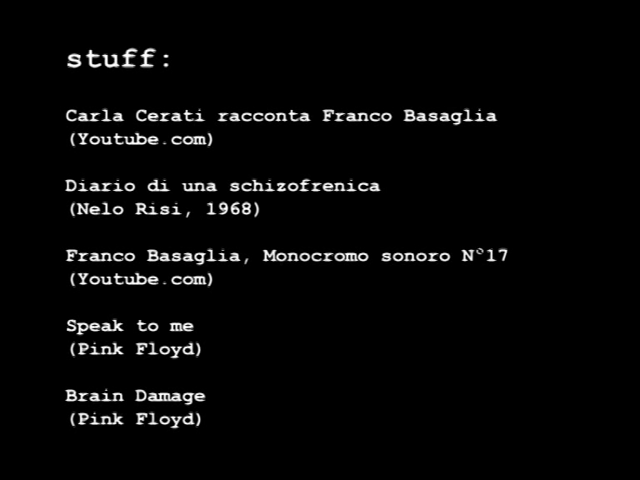 stuff:
Carla Cerati racconta Franco Basaglia
(Youtube.com)
Diario di una schizofrenica
(Nelo Risi, 1968)
Franco Basaglia, Monocromo sonoro N°17
(Youtube.com)
Speak to me
(Pink Floyd)
Brain Damage
(Pink Floyd)